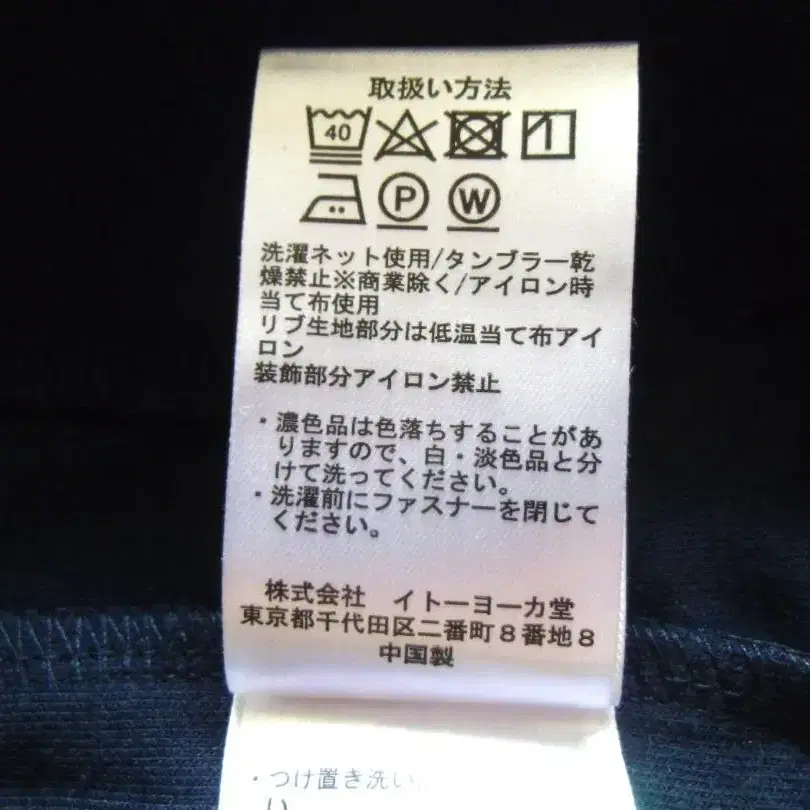 取扱い方法
40
P W
洗濯ネット使用/タンブラー乾
燥禁止※商業除く/アイロン時
当て布使用
リブ生地部分は低温当て布アイ
ロン
装飾部分アイロン禁止
・濃色品は色落ちすることがあ
りますので、白・淡色品と分
けて洗ってください。
・洗濯前にファスナーを閉じて
ください。
株式会社 イトーヨーカ堂
東京都千代田区二番町8番地8
中国製
・つけ置き洗い
い